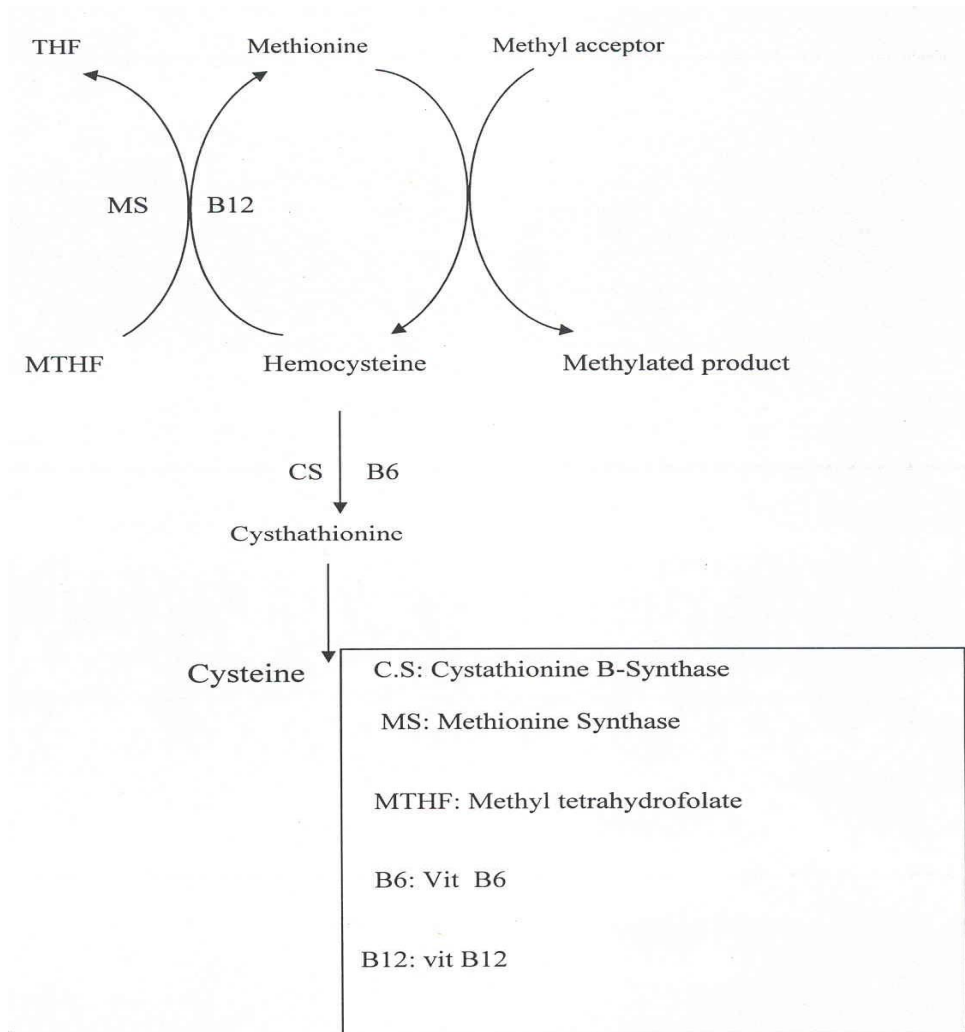 THF Methionine Methyl acceptor
MS B12
MTHF Hemocysteine Methylated product
CS B6
Cysthathioninc
Cysteine
C.S: Cystathionine B-Synthase
MS: Methionine Synthase
MTHF: Methyl tetrahydrofolate
B6: Vit B6
B12: vit B12